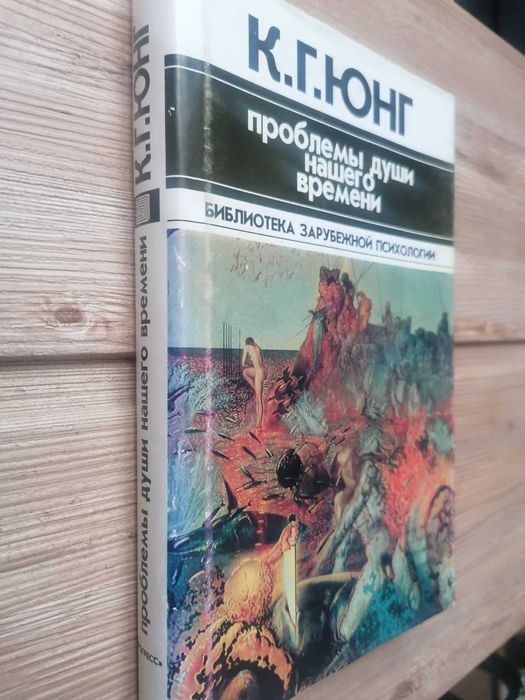 К.Г.ЮНГ
проблемы души
нашего
времени
БИБЛИОТЕКА ЗАРУБЕЖНОЙ ПСИХОЛОГИИ
К.Г.ЮНГ
проблемы души нашего времени